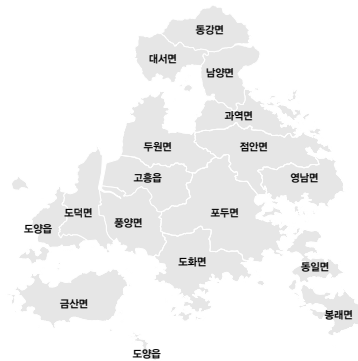 동강면
대서면
남양면
과역면
두원면
점안면
고흥읍
영남면
도덕면
포두면
풍양면
도양읍
도화면
동일면
금산면
봉래면
도양읍